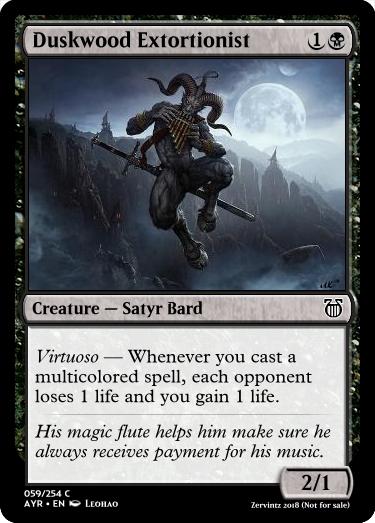 Duskwood Extortionist 1
Creature — Satyr Bard
Virtuoso — Whenever you cast a
multicolored spell, each opponent
loses 1 life and you gain 1 life.
His magic flute helps him make sure he
always receives payment for his music.
2/1
059/254 C
AYR • EN Leohao
Zervintz 2018 (Not for sale)